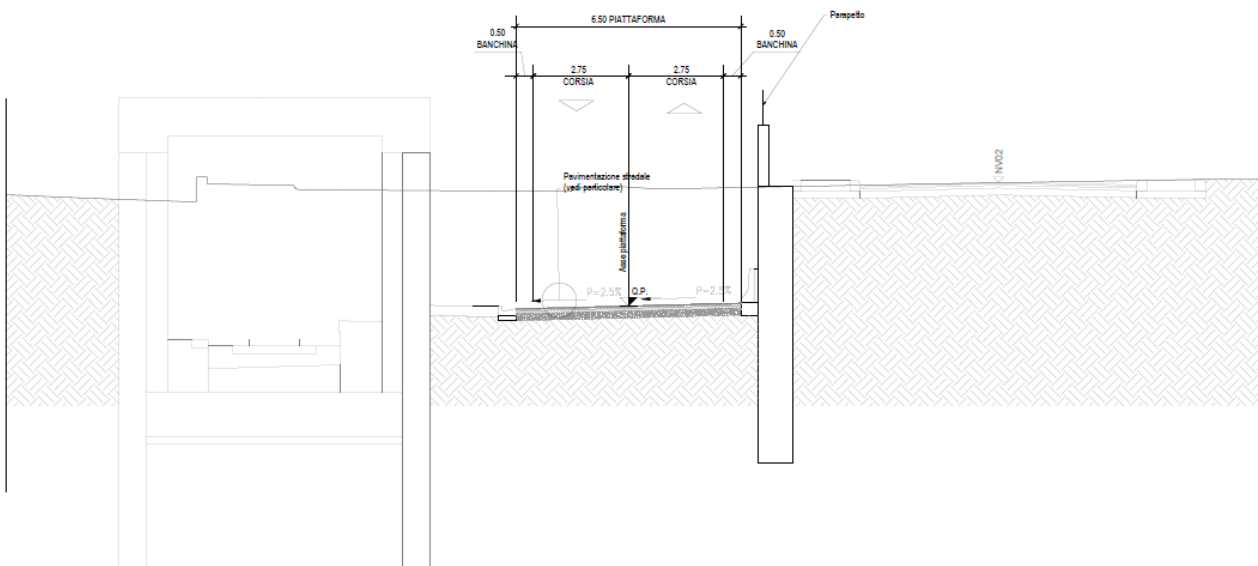 6.50 PIATTAFORMA
Parapetto
0.50
BANCHINA
0.50
BANCHINA
2.75
CORSIA
2.75
CORSIA
NV02
Pavimentazione stradale
(vedi particolare)
Asse piattaforma
P=2.5%
Q.P.
P=2.5%